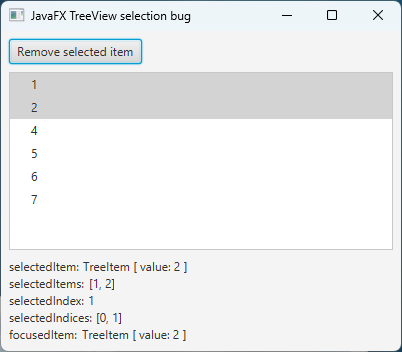 JavaFX TreeView selection bug
Remove selected item
1
2
4
5
6
7
selectedItem: TreeItem [ value: 2 ]
selectedItems: [1, 2]
selectedIndex: 1
selectedIndices: [0, 1]
focusedItem: TreeItem [ value: 2 ]